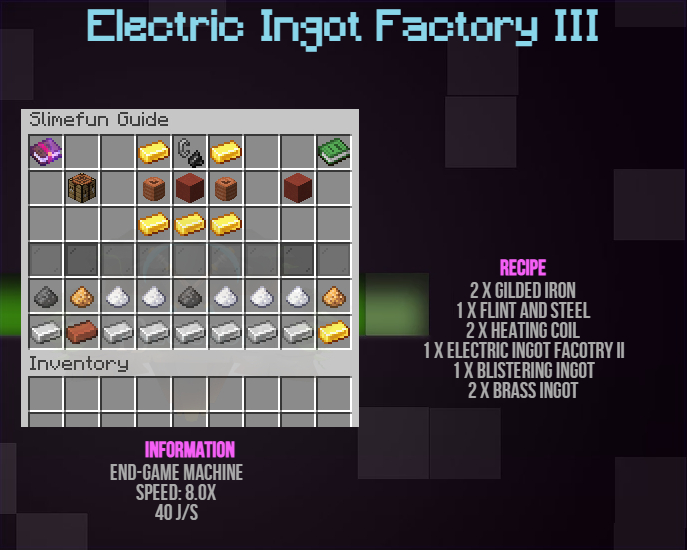 Electric Ingot Factory III
Slimefun Guide
Inventory
RECIPE
2 X GILDED IRON
1 X FLINT AND STEEL
2 X HEATING COIL
1 X ELECTRIC INGOT FACOTRY II
1 X BLISTERING INGOT
2 X BRASS INGOT
INFORMATION
END-GAME MACHINE
SPEED: 8.0X
40 J/S